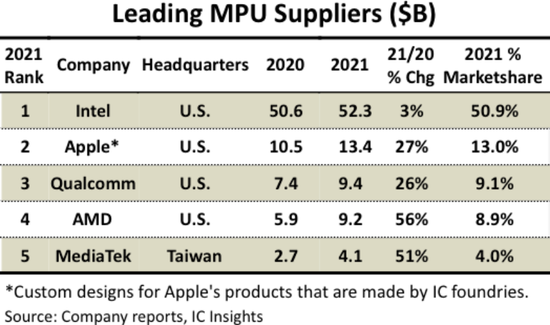 Leading MPU Suppliers ($B)
2021 Rank Company Headquarters 2020 2021 21/20 % Chg 2021 % Marketshare
1 Intel U.S. 50.6 52.3 3% 50.9%
2 Apple* U.S. 10.5 13.4 27% 13.0%
3 Qualcomm U.S. 7.4 9.4 26% 9.1%
4 AMD U.S. 5.9 9.2 56% 8.9%
5 MediaTek Taiwan 2.7 4.1 51% 4.0%
*Custom designs for Apple's products that are made by IC foundries.
Source: Company reports, IC Insights